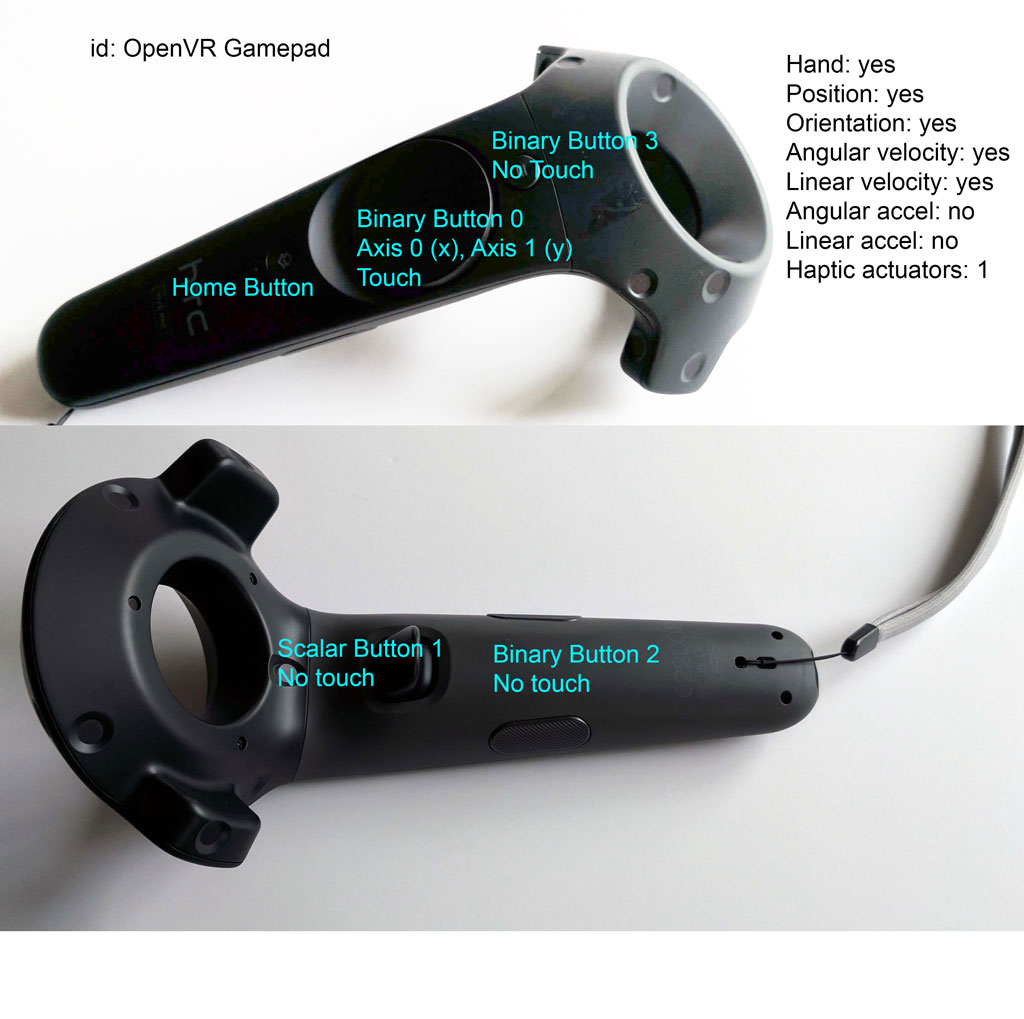 id: OpenVR Gamepad
Hand: yes
Position: yes
Orientation: yes
Angular velocity: yes
Linear velocity: yes
Angular accel: no
Linear accel: no
Haptic actuators: 1
Binary Button 3
No Touch
Binary Button 0
Axis 0 (x), Axis 1 (y)
Touch
Home Button
htc
Scalar Button 1
No touch
Binary Button 2
No touch